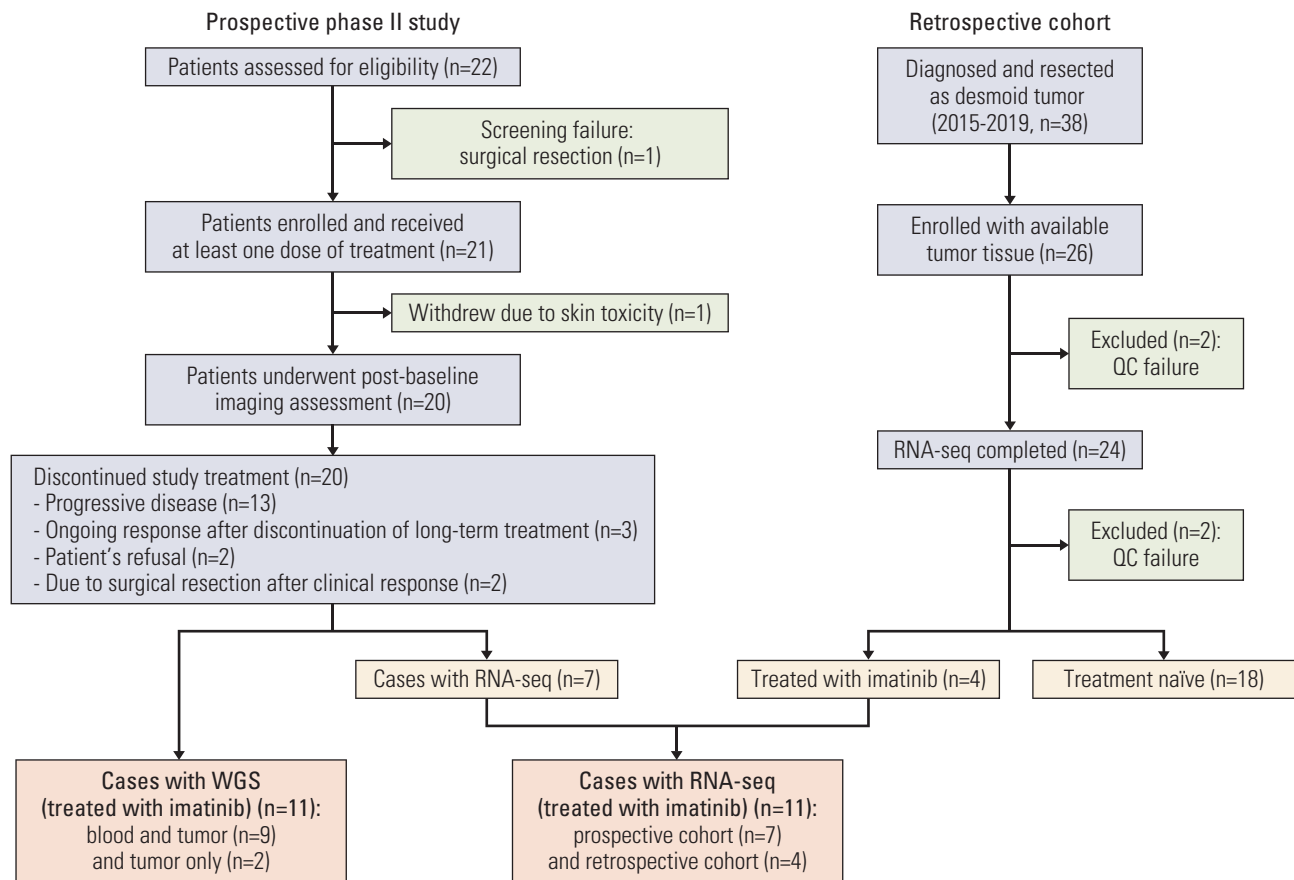 Prospective phase II study
Patients assessed for eligibility (n=22)
Screening failure:
surgical resection (n=1)
Patients enrolled and received
at least one dose of treatment (n=21)
Withdrew due to skin toxicity (n=1)
Patients underwent post-baseline
imaging assessment (n=20)
Discontinued study treatment (n=20)
- Progressive disease (n=13)
- Ongoing response after discontinuation of long-term treatment (n=3)
- Patient's refusal (n=2)
- Due to surgical resection after clinical response (n=2)
Retrospective cohort
Diagnosed and resected
as desmoid tumor
(2015-2019, n=38)
Enrolled with available
tumor tissue (n=26)
Excluded (n=2):
QC failure
RNA-seq completed (n=24)
Excluded (n=2):
QC failure
Cases with RNA-seq (n=7)
Treated with imatinib (n=4)
Treatment naïve (n=18)
Cases with WGS
(treated with imatinib) (n=11):
blood and tumor (n=9)
and tumor only (n=2)
Cases with RNA-seq
(treated with imatinib) (n=11):
prospective cohort (n=7)
and retrospective cohort (n=4)